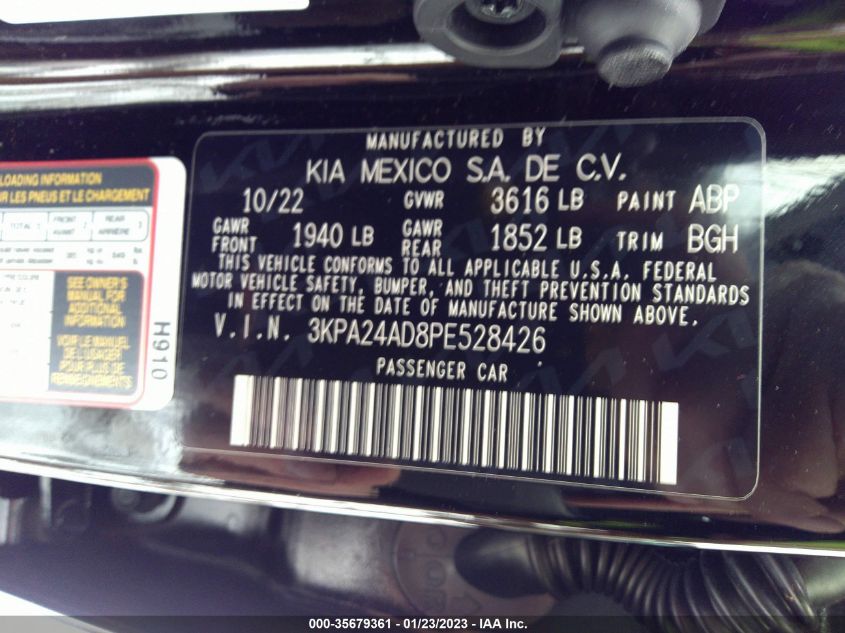 MANUFACTURED BY
KIA MEXICO S.A. DE C.V.
10/22 GVWR 3616 LB PAINT ABP
GAWR FRONT 1940 LB GAWR REAR 1852 LB TRIM BGH
THIS VEHICLE CONFORMS TO ALL APPLICABLE U.S.A. FEDERAL
MOTOR VEHICLE SAFETY, BUMPER, AND THEFT PREVENTION STANDARDS
IN EFFECT ON THE DATE OF MANUFACTURE SHOWN ABOVE.
V.I.N. 3KPA24AD8PE528426
PASSENGER CAR
LOADING INFORMATION
LES PNEUS ET LE CHARGEMENT
TOTAL
FRONT
REAR
ARRIÈRE
SEE OWNER'S
MANUAL FOR
ADDITIONAL
INFORMATION
VOIR LE MANUEL
DE L'USAGER
POUR PLUS DE
RENSEIGNEMENTS
H910
000-35679361 - 01/23/2023 - IAA Inc.